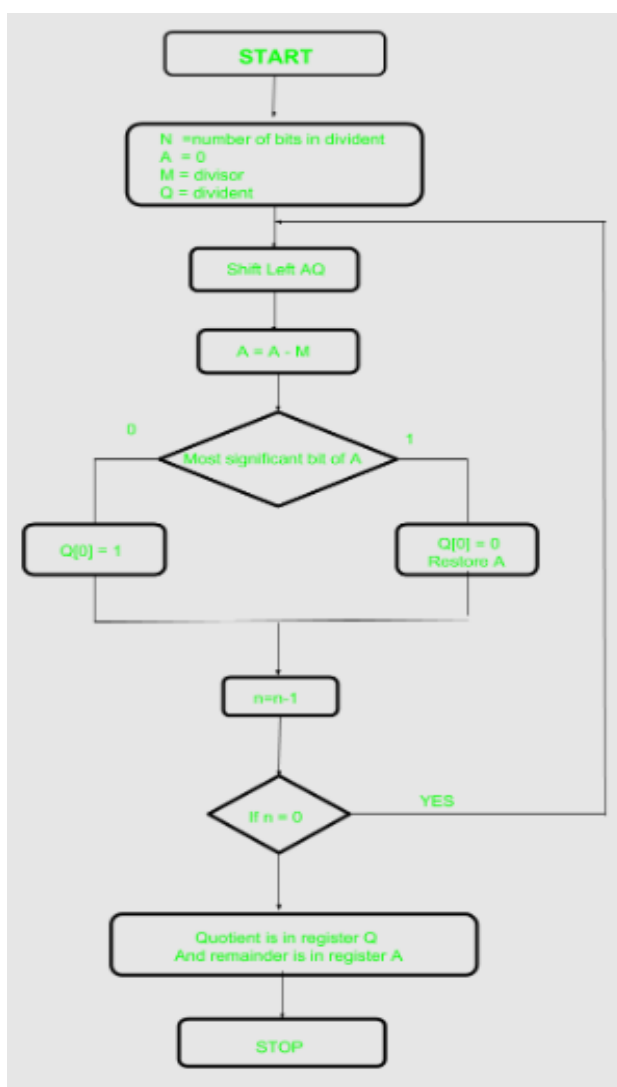 START
N =number of bits in divident
A = 0
M = divisor
Q = divident
Shift Left AQ
A = A - M
0
Most significant bit of A
1
Q[0] = 1
Q[0] = 0
Restore A
n=n-1
If n = 0
YES
Quotient is in register Q
And remainder is in register A
STOP